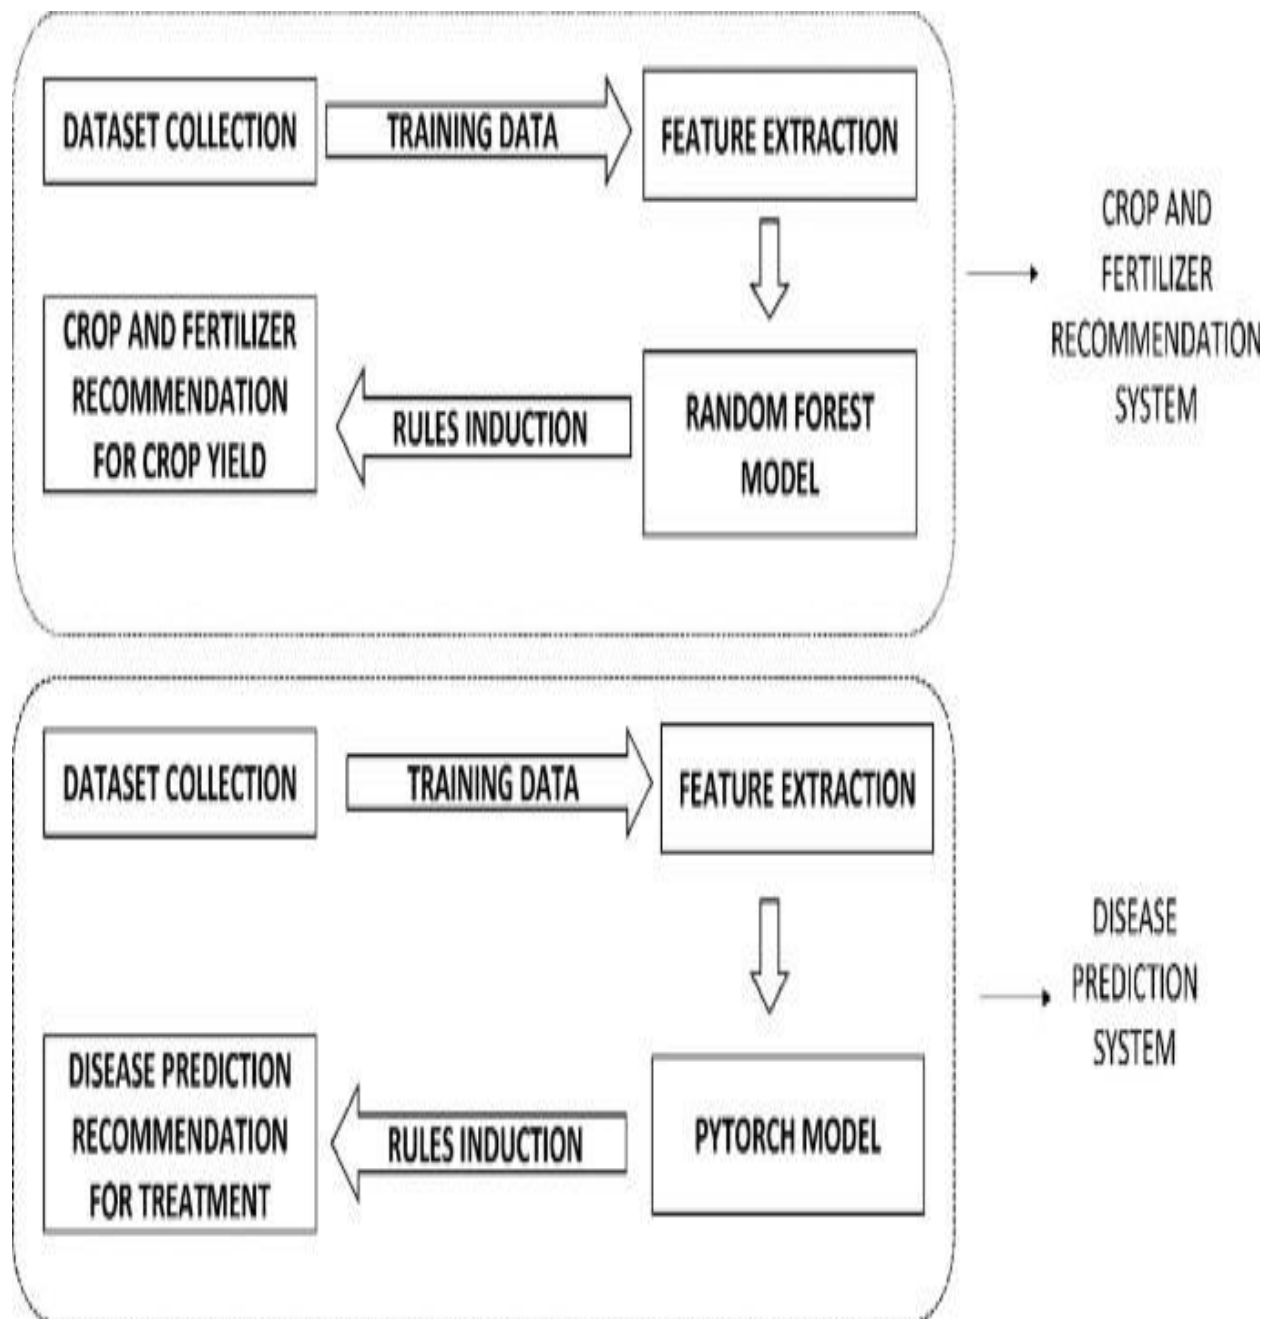 DATASET COLLECTION
TRAINING DATA
FEATURE EXTRACTION
CROP AND FERTILIZER
RECOMMENDATION
FOR CROP YIELD
RULES INDUCTION
RANDOM FOREST
MODEL
CROP AND
FERTILIZER
RECOMMENDATION
SYSTEM
DATASET COLLECTION
TRAINING DATA
FEATURE EXTRACTION
DISEASE PREDICTION
RECOMMENDATION
FOR TREATMENT
RULES INDUCTION
PYTORCH MODEL
DISEASE
PREDICTION
SYSTEM